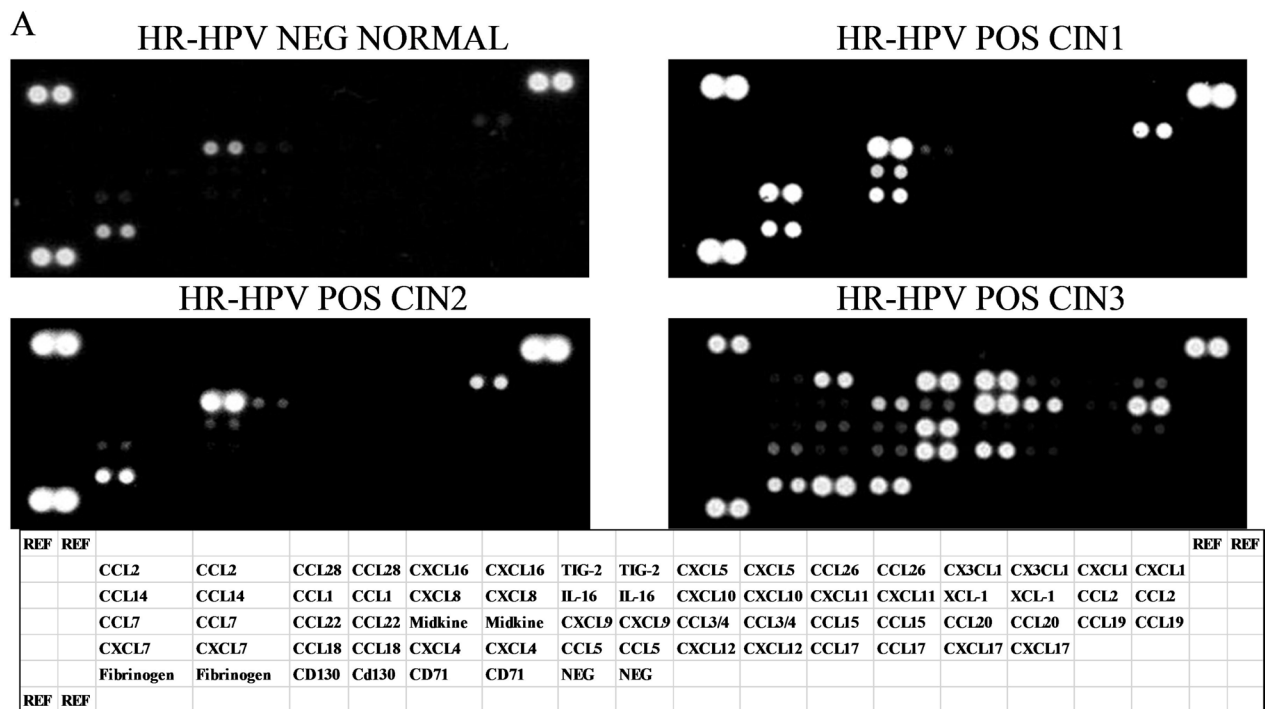 A
HR-HPV NEG NORMAL
HR-HPV POS CIN1
HR-HPV POS CIN2
HR-HPV POS CIN3
REF REF REF REF
CCL2 CCL2 CCL28 CCL28 CXCL16 CXCL16 TIG-2 TIG-2 CXCL5 CXCL5 CCL26 CCL26 CX3CL1 CX3CL1 CXCL1 CXCL1
CCL14 CCL14 CCL1 CCL1 CXCL8 CXCL8 IL-16 IL-16 CXCL10 CXCL10 CXCL11 CXCL11 XCL-1 XCL-1 CCL2 CCL2
CCL7 CCL7 CCL22 CCL22 Midkine Midkine CXCL9 CXCL9 CCL3/4 CCL3/4 CCL15 CCL15 CCL20 CCL20 CCL19 CCL19
CXCL7 CXCL7 CCL18 CCL18 CXCL4 CXCL4 CCL5 CCL5 CXCL12 CXCL12 CCL17 CCL17 CXCL17 CXCL17
Fibrinogen Fibrinogen CD130 Cd130 CD71 CD71 NEG NEG
REF REF